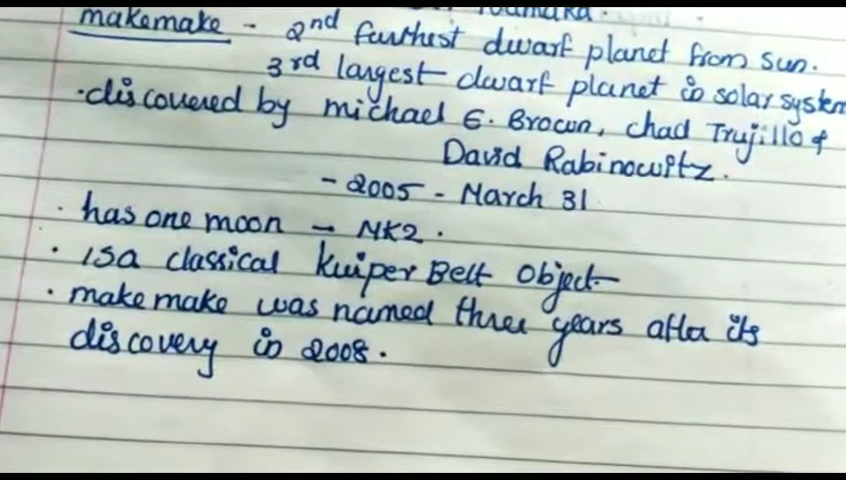 makemake - 2nd furthest dwarf planet from sun.
3rd largest dwarf planet in solar system
.discovered by michael E. Brown, chad Trujillo &
David Rabinowitz.
- 2005 - March 31
. has one moon - MK2.
. is a classical kuiper Belt object
. make make was named three years after its
discovery in 2008.